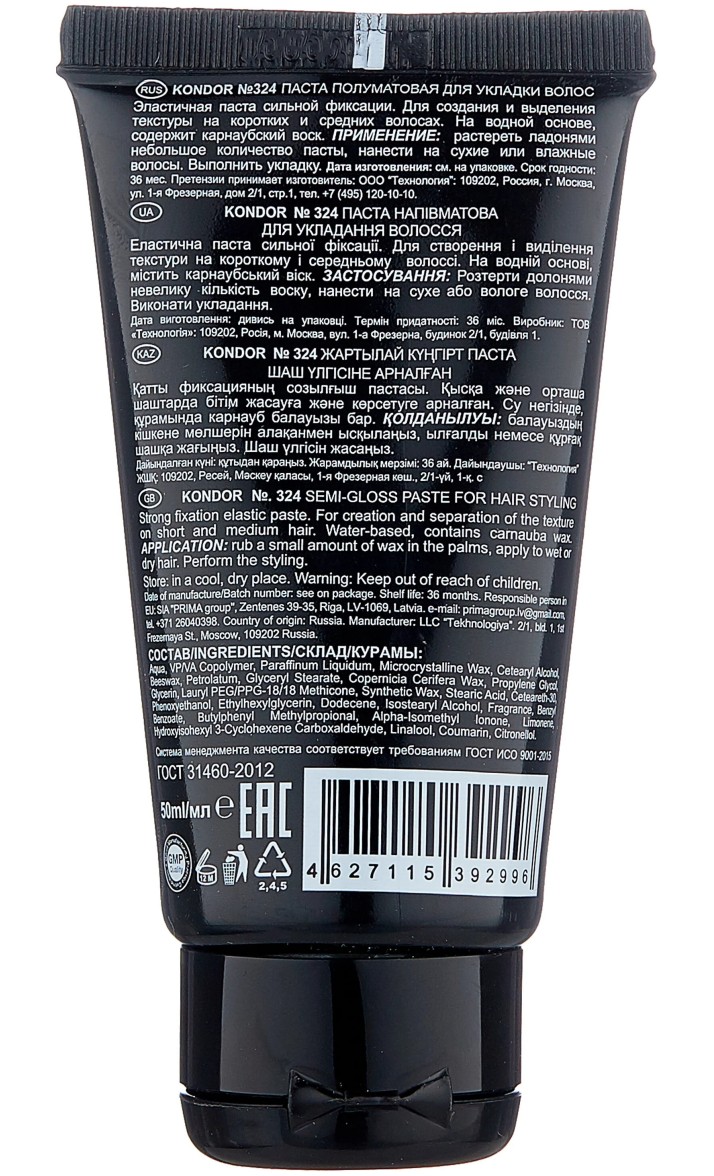 RUS KONDOR №324 ПАСТА ПОЛУМАТОВАЯ ДЛЯ УКЛАДКИ ВОЛОС
Эластичная паста сильной фиксации. Для создания и выделения
текстуры на коротких и средних волосах. На водной основе,
содержит карнаубский воск. ПРИМЕНЕНИЕ: растереть ладонями
небольшое количество пасты, нанести на сухие или влажные
волосы. Выполнить укладку. Дата изготовления: см. на упаковке. Срок годности:
36 мес. Претензии принимает изготовитель: ООО "Технология": 109202, Россия, г. Москва,
ул. 1-я Фрезерная, дом 2/1, стр.1, тел. +7 (495) 120-10-10.
UA KONDOR № 324 ПАСТА НАПІВМАТОВА
ДЛЯ УКЛАДАННЯ ВОЛОССЯ
Еластична паста сильної фіксації. Для створення і виділення
текстури на короткому і середньому волоссі. На водній основі,
містить карнаубський віск. ЗАСТОСУВАННЯ: Розтерти долонями
невелику кількість воску, нанести на сухе або вологе волосся.
Виконати укладання.
Дата виготовлення: дивись на упаковці. Термін придатності: 36 міс. Виробник: ТОВ
«Технологія»: 109202, Росія, м. Москва, вул. 1-а Фрезерна, будинок 2/1, будівля 1.
KAZ KONDOR № 324 ЖАРТЫЛАЙ КҮҢГІРТ ПАСТА
ШАШ ҮЛГІСІНЕ АРНАЛҒАН
Қатты фиксацияның созылғыш пастасы. Қысқа және орташа
шаштарда бітім жасауға және көрсетуге арналған. Су негізінде,
құрамында карнауб балауызы бар. ҚОЛДАНЫЛУЫ: балауыздың
кішкене мөлшерін алақанмен ысқылаңыз, ылғалды немесе құрғақ
шашқа жағыңыз. Шаш үлгісін жасаңыз.
Дайындалған күні: құтыдан қараңыз. Жарамдылық мерзімі: 36 ай. Дайындаушы: "Технология"
ЖШҚ: 109202, Ресей, Мәскеу қаласы, 1-я Фрезерная көш., 2/1-үй, 1-қ. с
GB KONDOR №. 324 SEMI-GLOSS PASTE FOR HAIR STYLING
Strong fixation elastic paste. For creation and separation of the texture
on short and medium hair. Water-based, contains carnauba wax.
APPLICATION: rub a small amount of wax in the palms, apply to wet or
dry hair. Perform the styling.
Store: in a cool, dry place. Warning: Keep out of reach of children.
Date of manufacture/Batch number: see on package. Shelf life: 36 months. Responsible person in
EU: SIA "PRIMA group", Zentenes 39-35, Riga, LV-1069, Latvia. e-mail: primagroup.lv@gmail.com,
tel. +371 26040398. Country of origin: Russia. Manufacturer: LLC "Tekhnologiya". 2/1, bld. 1, 1st
Frezernaya St., Moscow, 109202 Russia.
СОСТАВ/INGREDIENTS/СКЛАД/КУРАМЫ:
Aqua, VP/VA Copolymer, Paraffinum Liquidum, Microcrystalline Wax, Cetearyl Alcohol,
Beeswax, Petrolatum, Glyceryl Stearate, Copernicia Cerifera Wax, Propylene Glycol,
Glycerin, Lauryl PEG/PPG-18/18 Methicone, Synthetic Wax, Stearic Acid, Ceteareth-30,
Phenoxyethanol, Ethylhexylglycerin, Dodecene, Isostearyl Alcohol, Fragrance, Benzyl
Benzoate, Butylphenyl Methylpropional, Alpha-Isomethyl Ionone, Limonene,
Hydroxyisohexyl 3-Cyclohexene Carboxaldehyde, Linalool, Coumarin, Citronellol.
Система менеджмента качества соответствует требованиям ГОСТ ИСО 9001-2015
ГОСТ 31460-2012
50ml/мл e EAC
GMP Quality
12 M
2,4,5
4 627115 392996